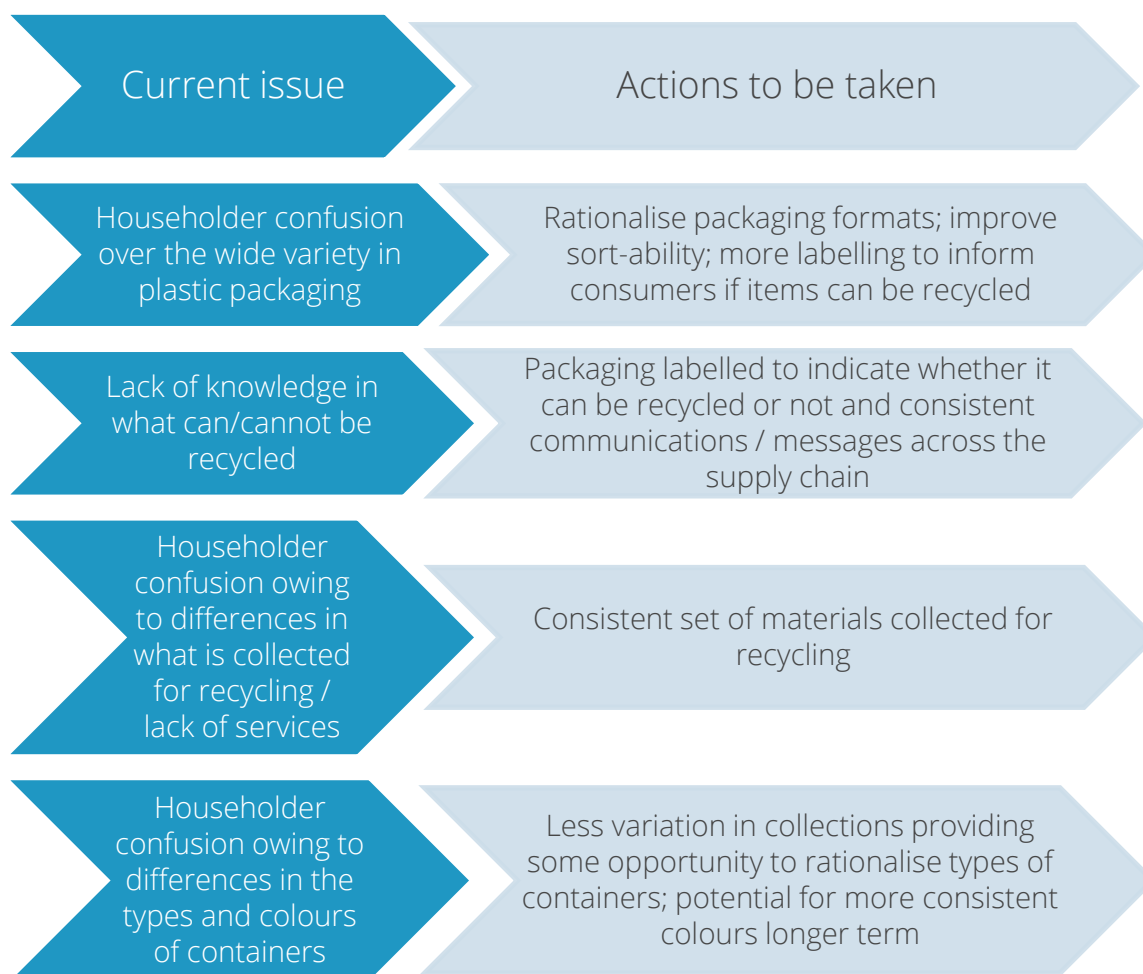 Current issue
Actions to be taken
Householder confusion
over the wide variety in
plastic packaging
Rationalise packaging formats; improve
sort-ability; more labelling to inform
consumers if items can be recycled
Lack of knowledge in
what can/cannot be
recycled
Packaging labelled to indicate whether it
can be recycled or not and consistent
communications / messages across the
supply chain
Householder
confusion owing
to differences in
what is collected
for recycling /
lack of services
Consistent set of materials collected for
recycling
Householder
confusion owing to
differences in the
types and colours
of containers
Less variation in collections providing
some opportunity to rationalise types of
containers; potential for more consistent
colours longer term